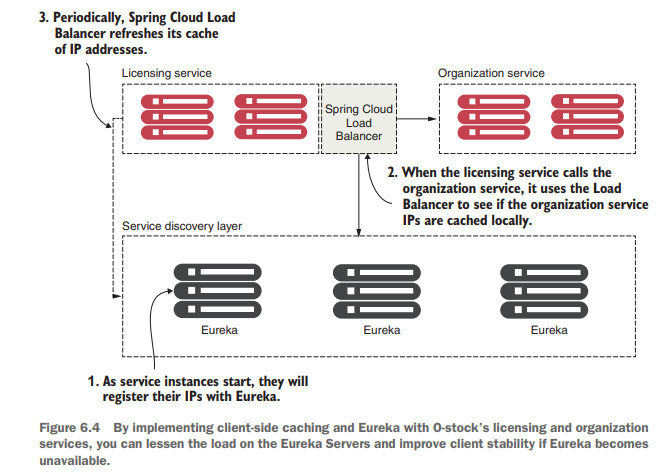 3. Periodically, Spring Cloud Load
Balancer refreshes its cache
of IP addresses.
Licensing service
Organization service
Spring Cloud
Load
Balancer
2. When the licensing service calls the
organization service, it uses the Load
Balancer to see if the organization service
IPs are cached locally.
Service discovery layer
Eureka
Eureka
Eureka
1. As service instances start, they will
register their IPs with Eureka.
Figure 6.4 By implementing client-side caching and Eureka with O-stock's licensing and organization
services, you can lessen the load on the Eureka Servers and improve client stability if Eureka becomes
unavailable.